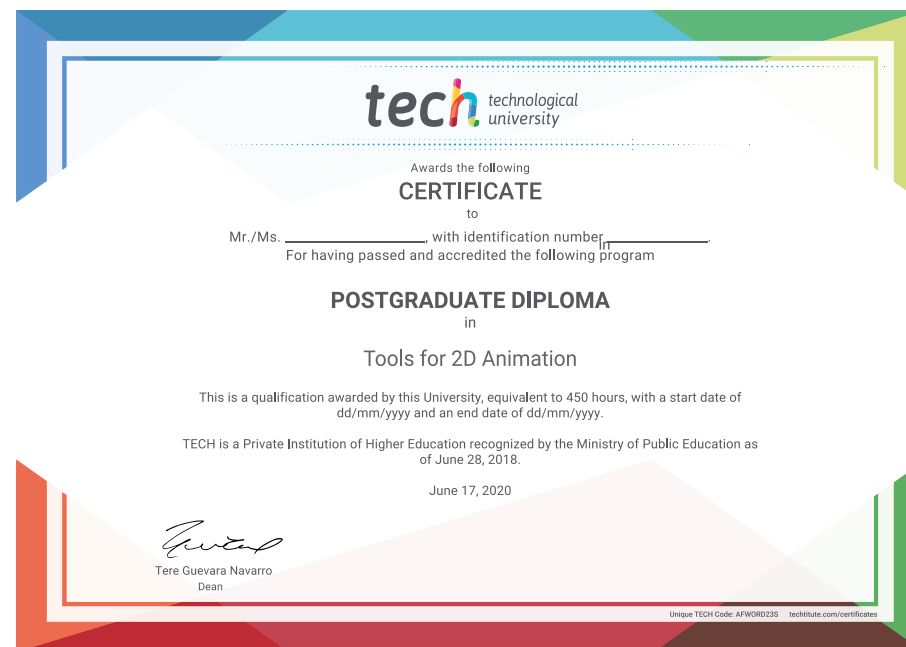 tech technological
university
Awards the following
CERTIFICATE
to
Mr./Ms. ____________, with identification number ____________.
in
For having passed and accredited the following program
POSTGRADUATE DIPLOMA
in
Tools for 2D Animation
This is a qualification awarded by this University, equivalent to 450 hours, with a start date of
dd/mm/yyyy and an end date of dd/mm/yyyy.
TECH is a Private Institution of Higher Education recognized by the Ministry of Public Education as
of June 28, 2018.
June 17, 2020
Tere Guevara Navarro
Dean
Unique TECH Code: AFWORD23S techtitute.com/certificates